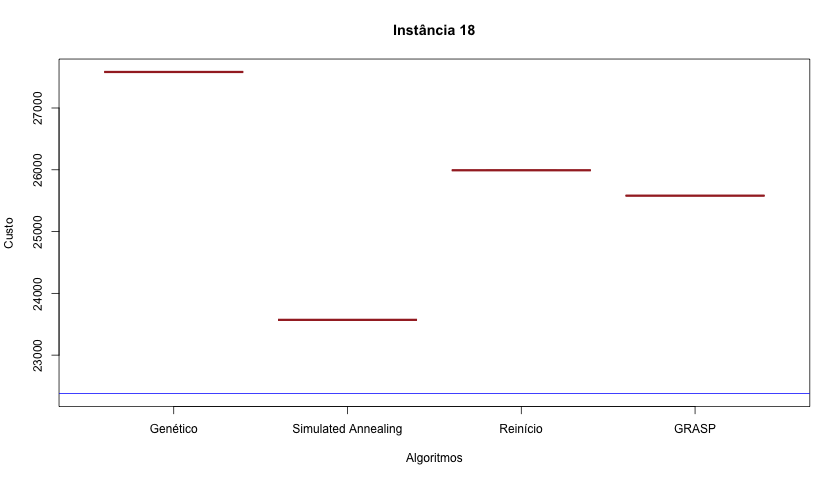 Instância 18
Custo
27000
26000
25000
24000
23000
Genético
Simulated Annealing
Reinício
GRASP
Algoritmos